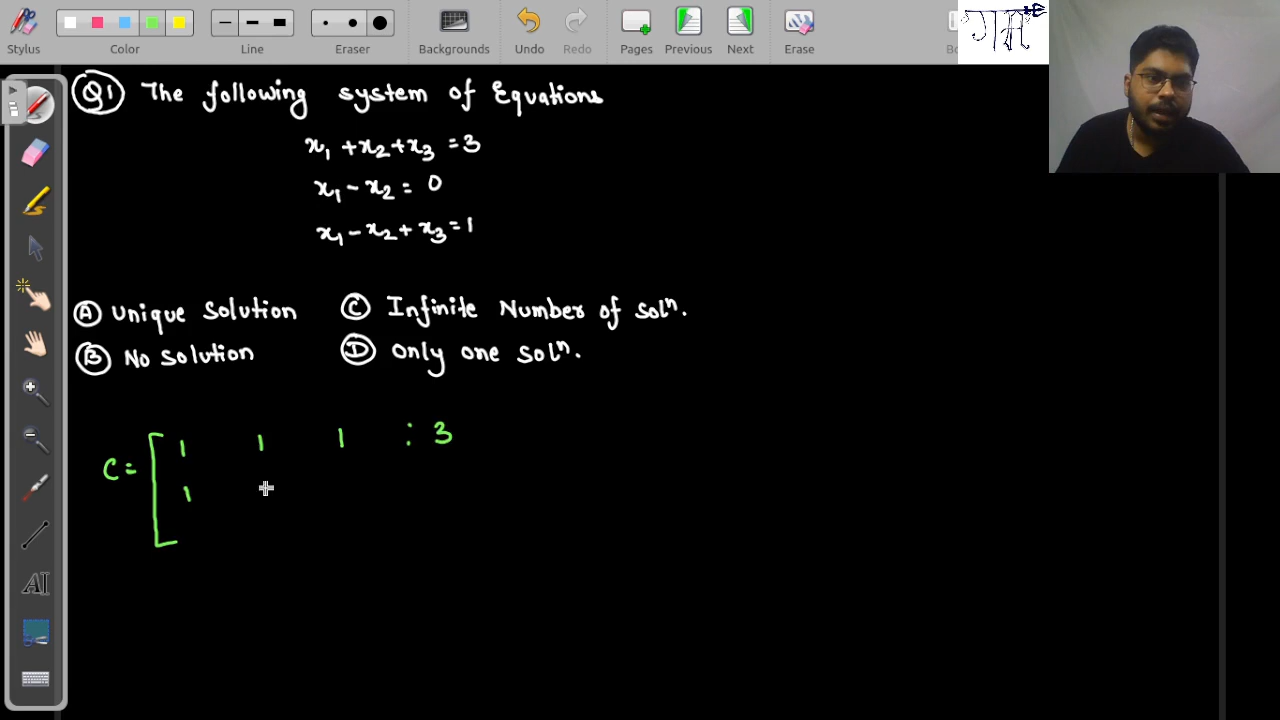 Stylus Color Line Eraser Backgrounds Undo Redo Pages Previous Next Erase
Q1 The following system of Equations
x₁ + x₂ + x₃ = 3
x₁ - x₂ = 0
x₁ - x₂ + x₃ = 1
A Unique Solution C Infinite Number of solⁿ.
B No solution D Only one solⁿ.
C = [ 1 1 1 : 3
1
AI